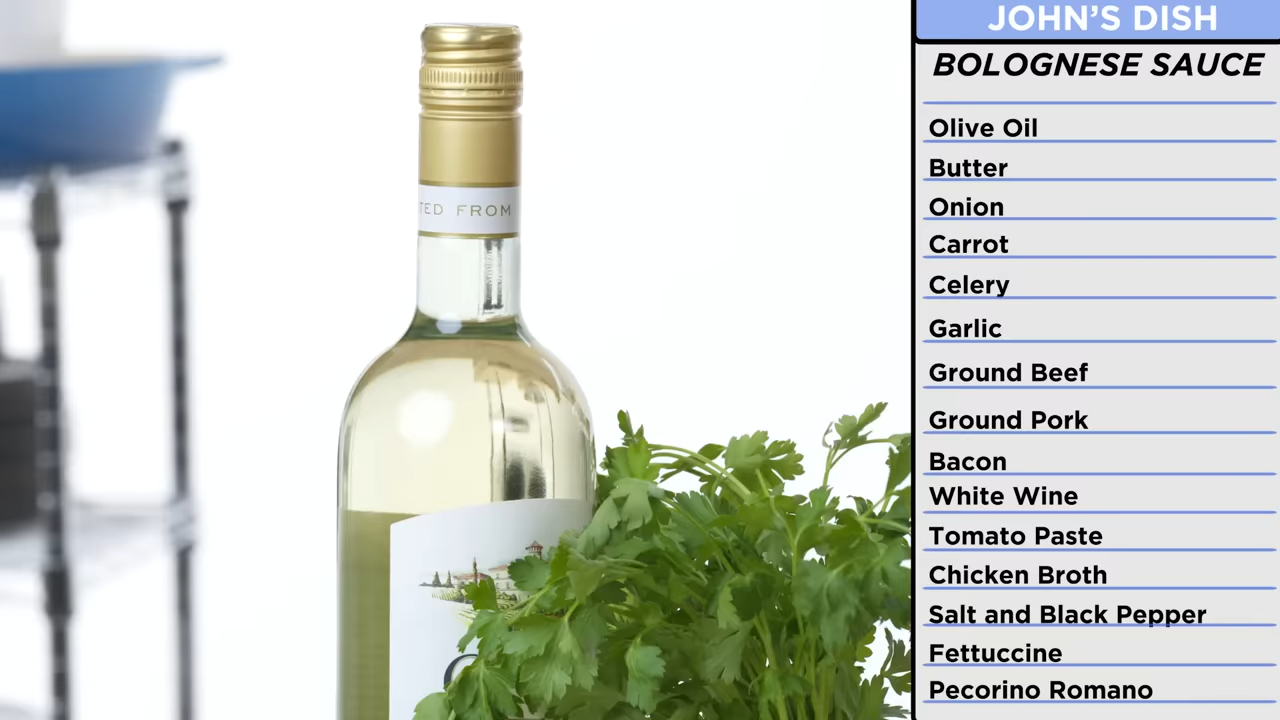 JOHN'S DISH
BOLOGNESE SAUCE
Olive Oil
Butter
Onion
Carrot
Celery
Garlic
Ground Beef
Ground Pork
Bacon
White Wine
Tomato Paste
Chicken Broth
Salt and Black Pepper
Fettuccine
Pecorino Romano
FROM